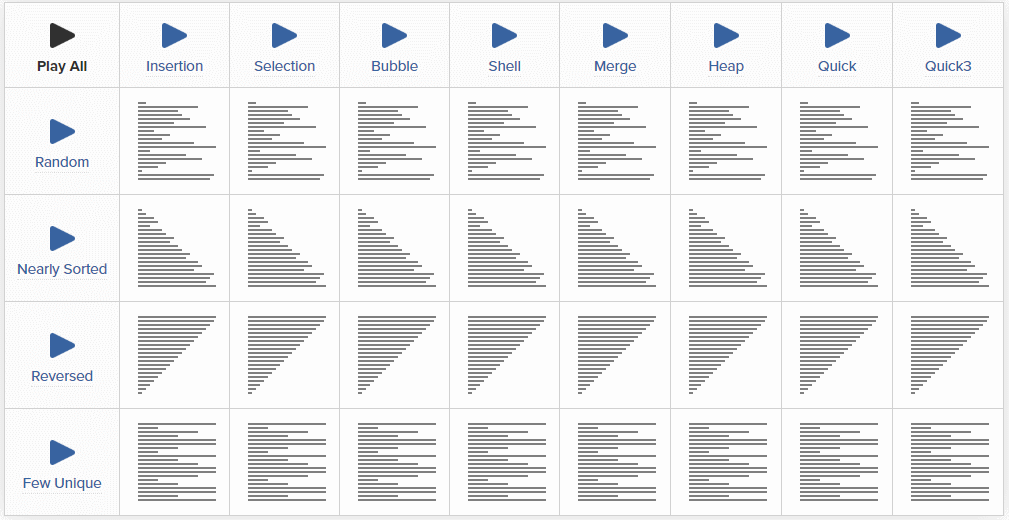 Play All
Insertion
Selection
Bubble
Shell
Merge
Heap
Quick
Quick3
Random
Nearly Sorted
Reversed
Few Unique